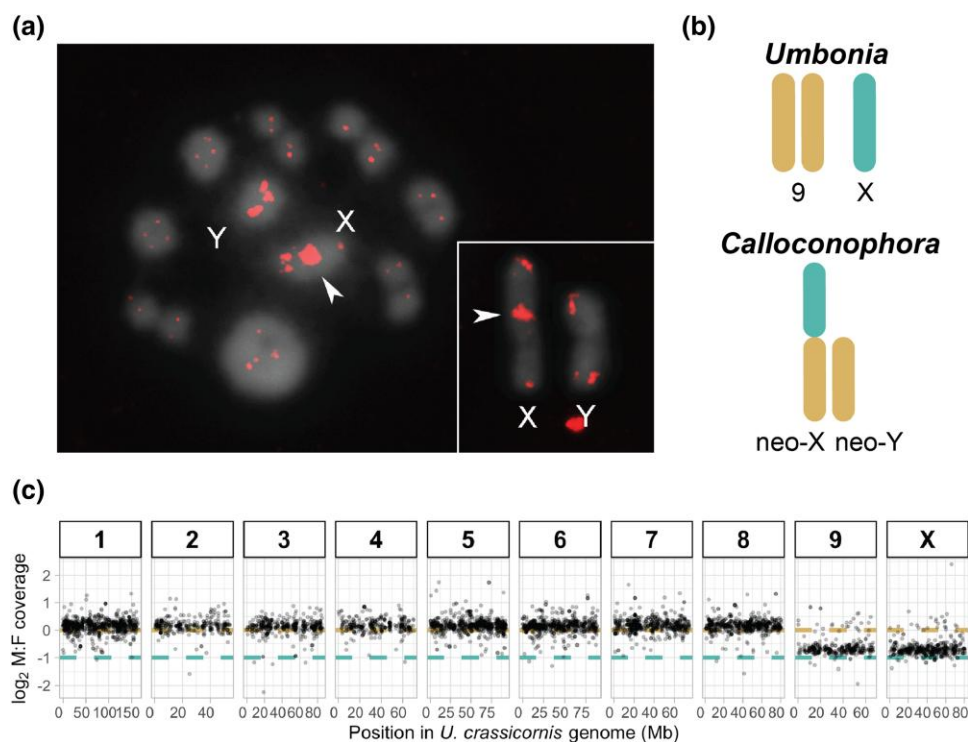 (a)
Y
X
X
Y
(b)
Umbonia
9
X
Calloconophora
neo-X neo-Y
(c)
log2 M:F coverage
1 2 3 4 5 6 7 8 9 X
2
1
0
-1
-2
0 50 100 150 0 20 40 0 20 40 60 80 0 20 40 60 80 0 25 50 75 0 25 50 75 0 20 40 60 80 0 20 40 60 80 0 20 40 60 0 20 40 60 80
Position in U. crassicornis genome (Mb)